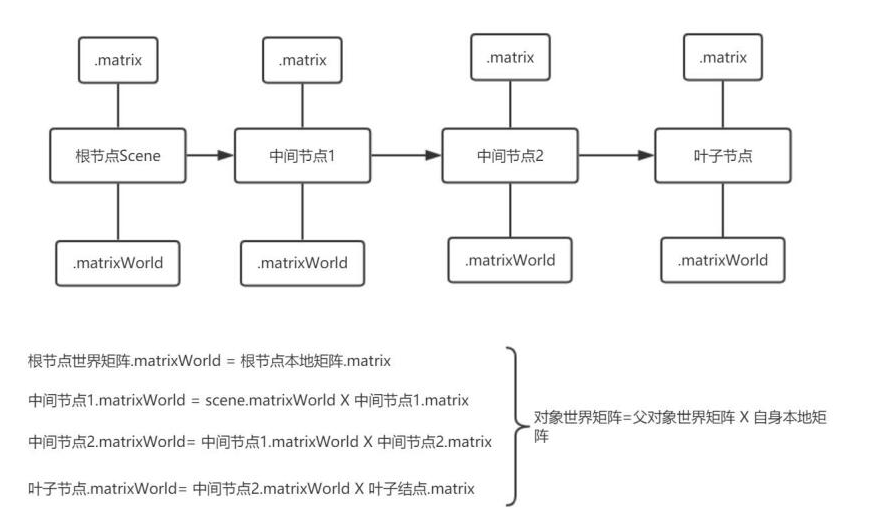 .matrix
.matrix
.matrix
.matrix
根节点Scene
中间节点1
中间节点2
叶子节点
.matrixWorld
.matrixWorld
.matrixWorld
.matrixWorld
根节点世界矩阵.matrixWorld = 根节点本地矩阵.matrix
中间节点1.matrixWorld = scene.matrixWorld X 中间节点1.matrix
中间节点2.matrixWorld= 中间节点1.matrixWorld X 中间节点2.matrix
叶子节点.matrixWorld= 中间节点2.matrixWorld X 叶子结点.matrix
对象世界矩阵=父对象世界矩阵 X 自身本地矩
阵